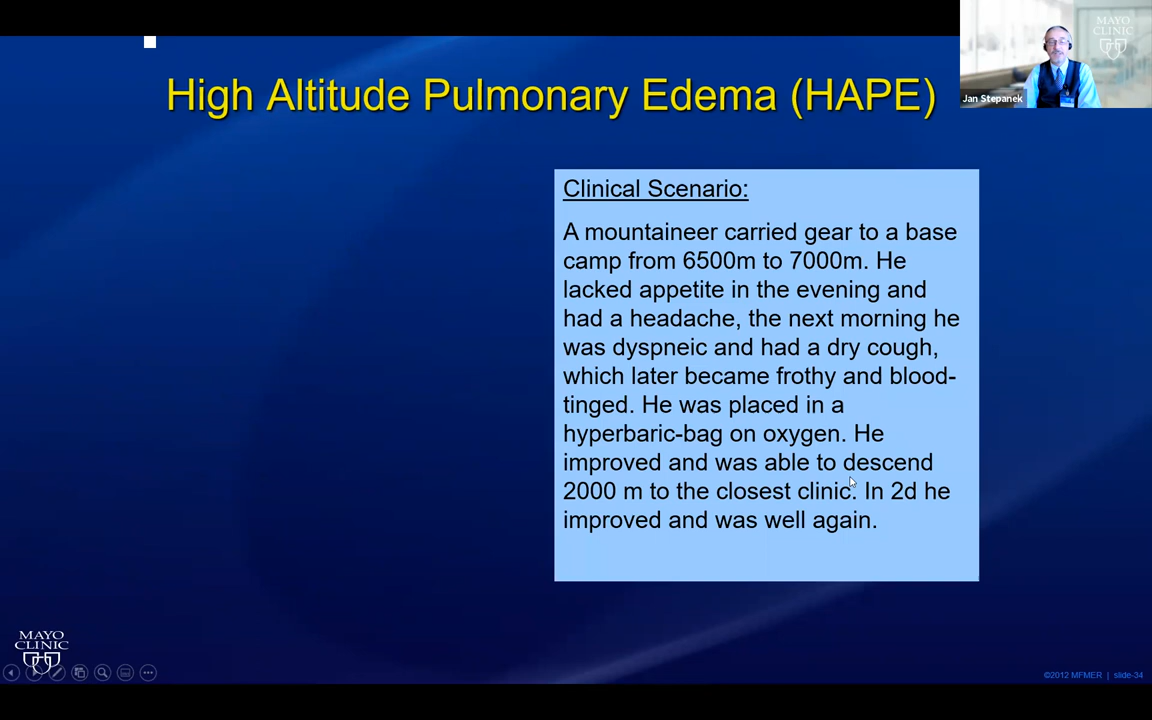 MAYO
CLINIC
Jan Stepanek
High Altitude Pulmonary Edema (HAPE)
Clinical Scenario:
A mountaineer carried gear to a base
camp from 6500m to 7000m. He
lacked appetite in the evening and
had a headache, the next morning he
was dyspneic and had a dry cough,
which later became frothy and blood-
tinged. He was placed in a
hyperbaric-bag on oxygen. He
improved and was able to descend
2000 m to the closest clinic. In 2d he
improved and was well again.
MAYO
CLINIC
©2012 MFMER | slide-34